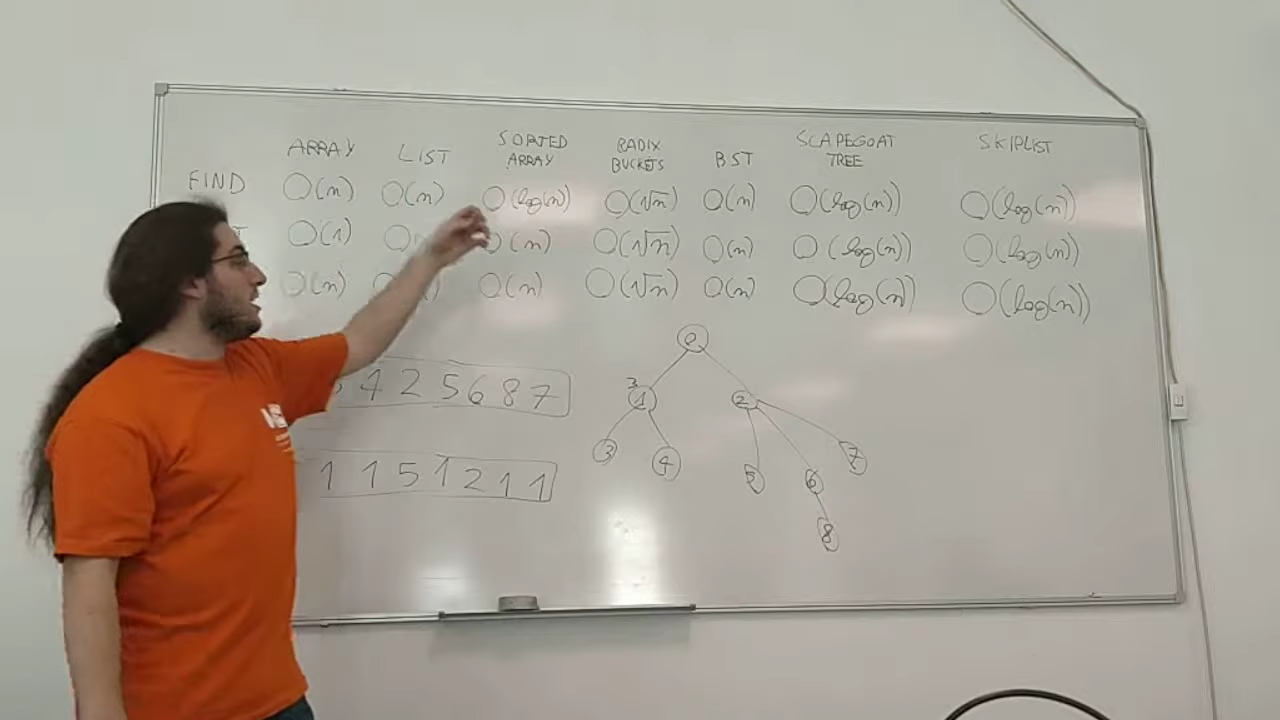 ARRAY LIST SORTED ARRAY RADIX BUCKETS BST SCAPEGOAT TREE SKIPLIST
FIND O(n) O(n) O(log(n)) O(√n) O(n) O(log(n)) O(log(n))
O(1) O(n) O(√n) O(n) O(log(n)) O(log(n))
O(n) O(n) O(√n) O(n) O(log(n)) O(log(n))
4 2 5 6 8 7
1 1 5 1 2 1 1
0
3
1 2
3 4 5 6 7
8